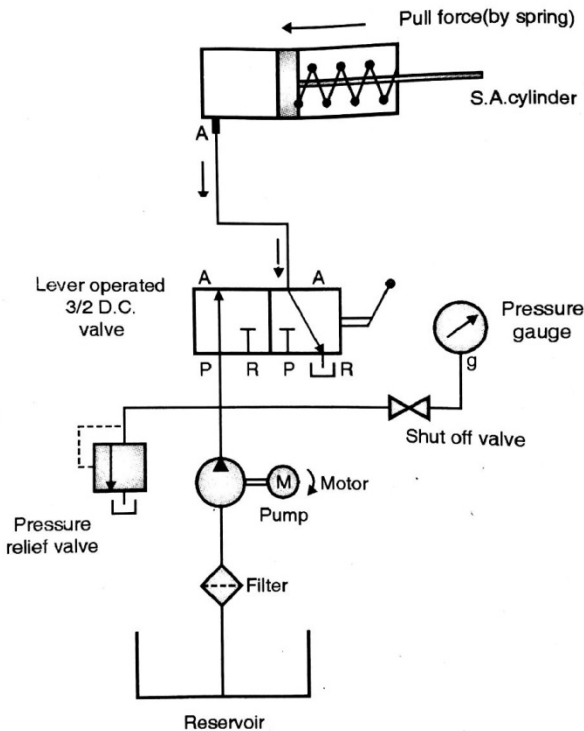 Pull force(by spring)
S.A.cylinder
A
A A
Lever operated
3/2 D.C.
valve
Pressure
gauge
g
P R P R
Shut off valve
M Motor
Pump
Pressure
relief valve
Filter
Reservoir